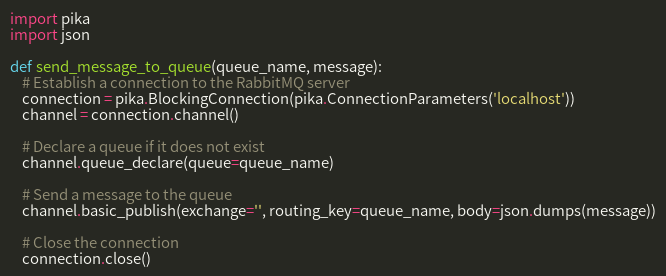 import pika
import json

def send_message_to_queue(queue_name, message):
    # Establish a connection to the RabbitMQ server
    connection = pika.BlockingConnection(pika.ConnectionParameters('localhost'))
    channel = connection.channel()

    # Declare a queue if it does not exist
    channel.queue_declare(queue=queue_name)

    # Send a message to the queue
    channel.basic_publish(exchange='', routing_key=queue_name, body=json.dumps(message))

    # Close the connection
    connection.close()